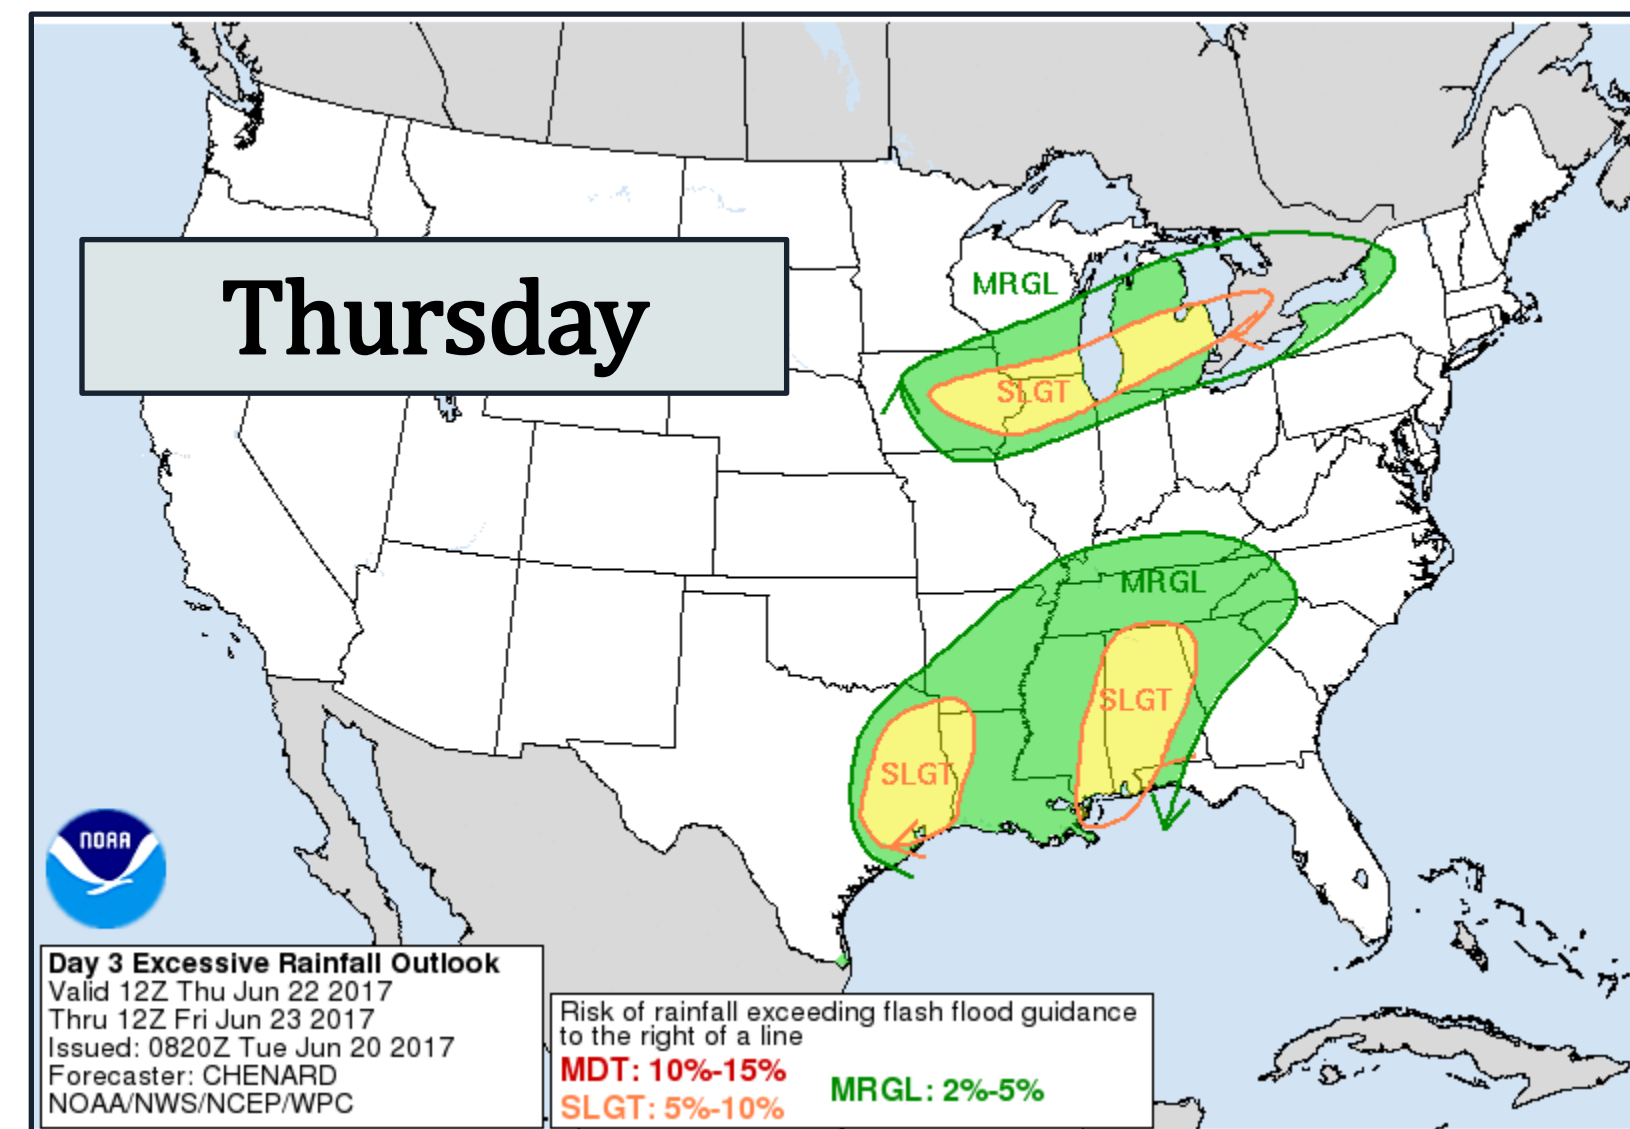 Thursday
MRGL
SLGT
MRGL
SLGT
SLGT
NOAA
Day 3 Excessive Rainfall Outlook
Valid 12Z Thu Jun 22 2017
Thru 12Z Fri Jun 23 2017
Issued: 0820Z Tue Jun 20 2017
Forecaster: CHENARD
NOAA/NWS/NCEP/WPC
Risk of rainfall exceeding flash flood guidance
to the right of a line
MDT: 10%-15%
SLGT: 5%-10%
MRGL: 2%-5%